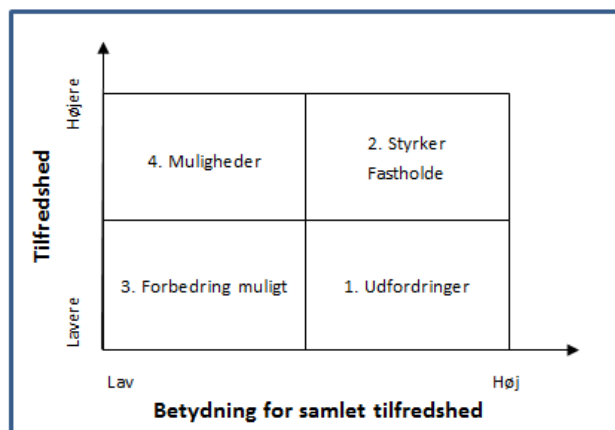 Højere
Tilfredshed
Lavere
4. Muligheder
2. Styrker
Fastholde
3. Forbedring muligt
1. Udfordringer
Lav
Høj
Betydning for samlet tilfredshed